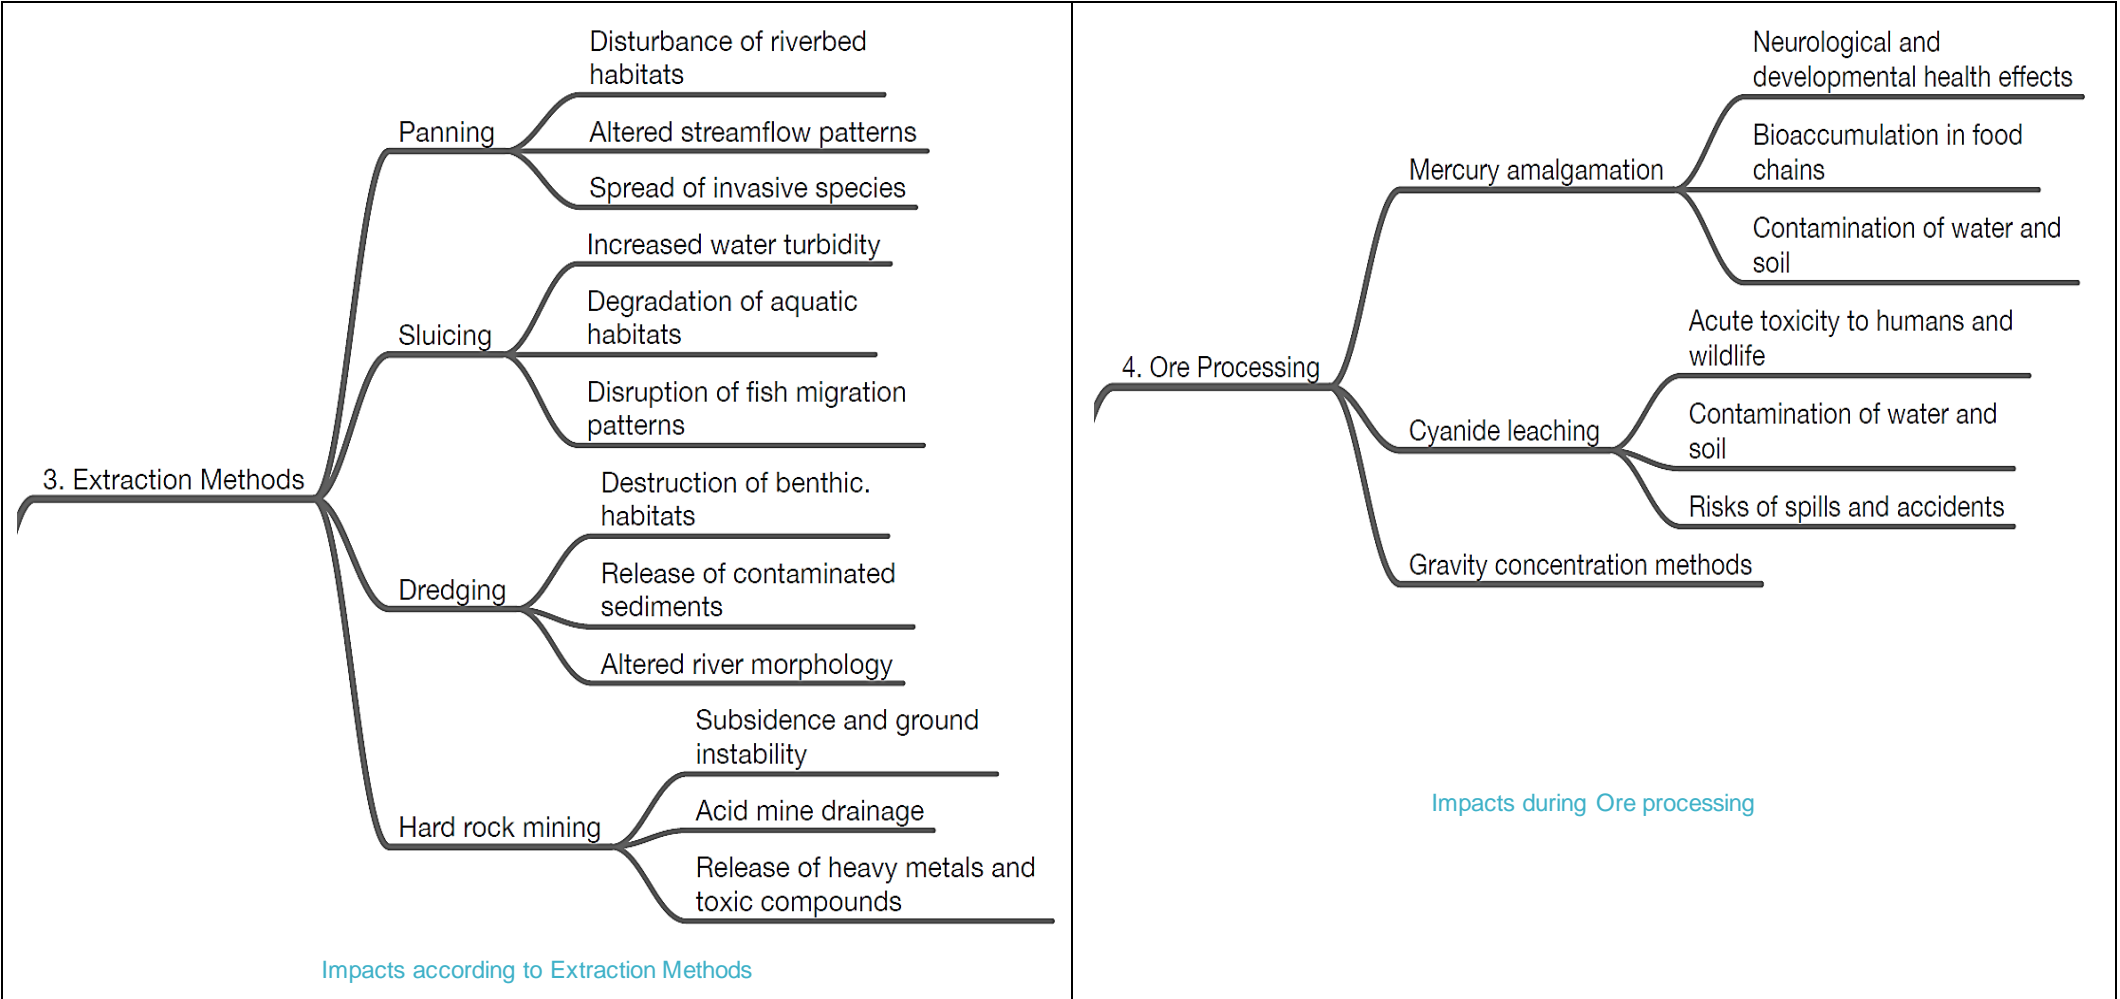 Disturbance of riverbed
habitats
Panning
Altered streamflow patterns
Spread of invasive species
Increased water turbidity
Degradation of aquatic
habitats
Sluicing
Disruption of fish migration
patterns
3. Extraction Methods
Destruction of benthic.
habitats
Dredging
Release of contaminated
sediments
Altered river morphology
Subsidence and ground
instability
Hard rock mining
Acid mine drainage
Release of heavy metals and
toxic compounds
Impacts according to Extraction Methods
Neurological and
developmental health effects
Mercury amalgamation
Bioaccumulation in food
chains
Contamination of water and
soil
4. Ore Processing
Acute toxicity to humans and
wildlife
Cyanide leaching
Contamination of water and
soil
Risks of spills and accidents
Gravity concentration methods
Impacts during Ore processing